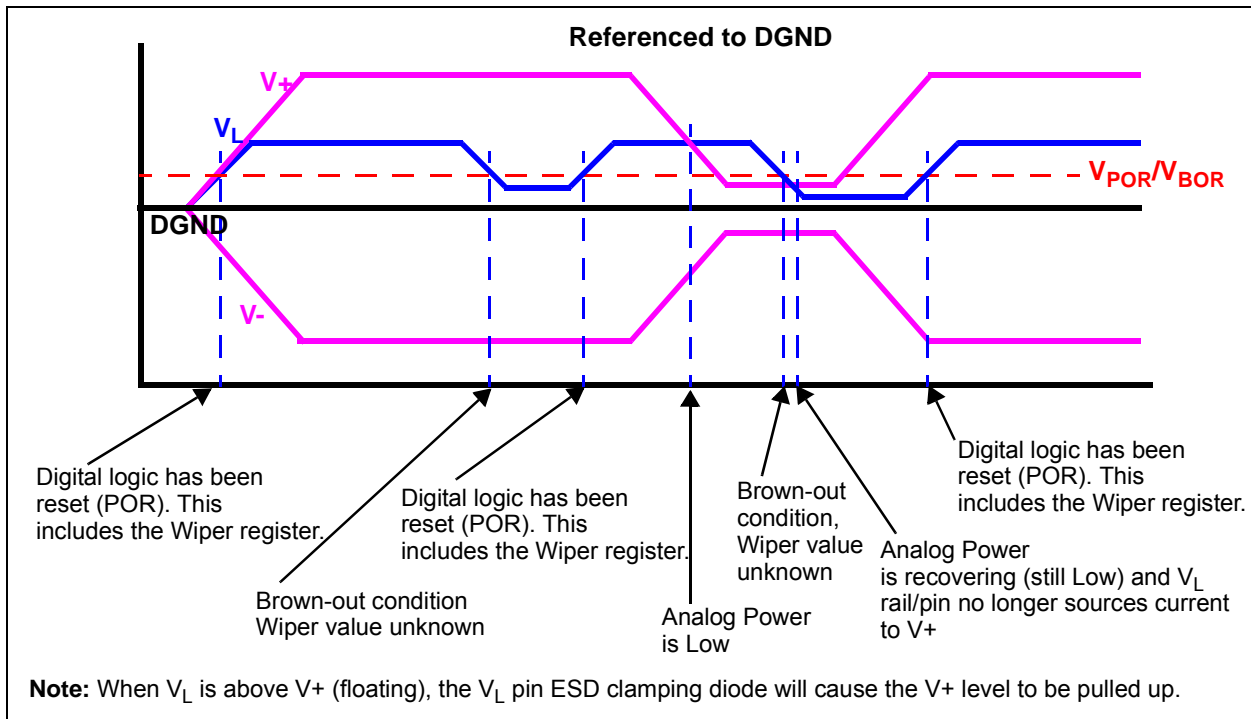 Referenced to DGND
V+
VL
VPOR/VBOR
DGND
V-
Digital logic has been
reset (POR). This
includes the Wiper register.
Brown-out condition
Wiper value unknown
Digital logic has been
reset (POR). This
includes the Wiper register.
Analog Power
is Low
Brown-out
condition,
Wiper value
unknown
Analog Power
is recovering (still Low) and VL
rail/pin no longer sources current
to V+
Digital logic has been
reset (POR). This
includes the Wiper register.
Note: When VL is above V+ (floating), the VL pin ESD clamping diode will cause the V+ level to be pulled up.